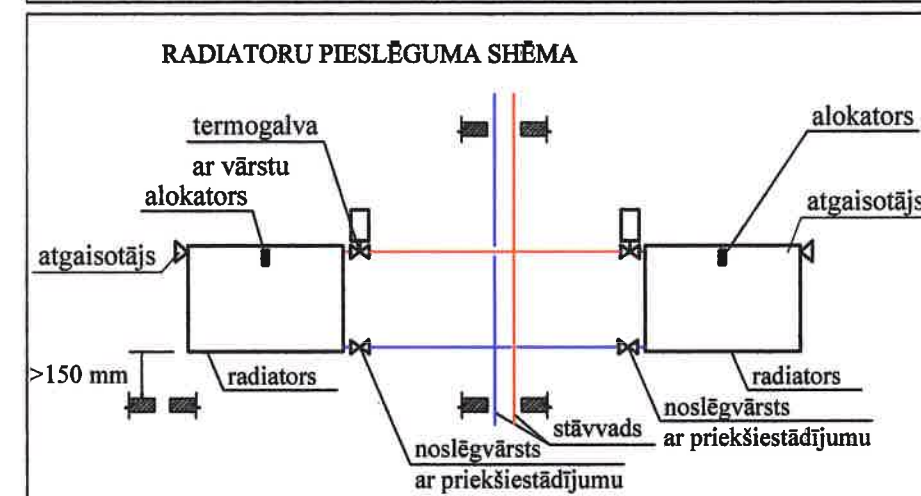 RADIATORU PIESLĒGUMA SHĒMA
termogalva
ar vārstu
alokators
atgaisotājs
>150 mm
radiators
noslēgvārsts
ar priekšiestādījumu
stāvvads
alokators
atgaisotājs
radiators
noslēgvārsts
ar priekšiestādījumu